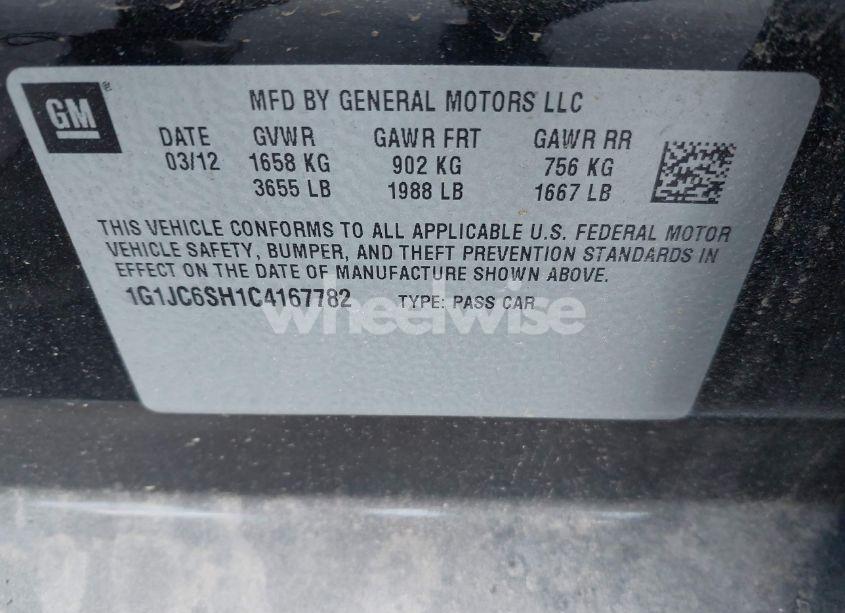 GM®
MFD BY GENERAL MOTORS LLC
DATE GVWR GAWR FRT GAWR RR
03/12 1658 KG 902 KG 756 KG
3655 LB 1988 LB 1667 LB
THIS VEHICLE CONFORMS TO ALL APPLICABLE U.S. FEDERAL MOTOR
VEHICLE SAFETY, BUMPER, AND THEFT PREVENTION STANDARDS IN
EFFECT ON THE DATE OF MANUFACTURE SHOWN ABOVE.
1G1JC6SH1C4167782 TYPE: PASS CAR
wheelwise